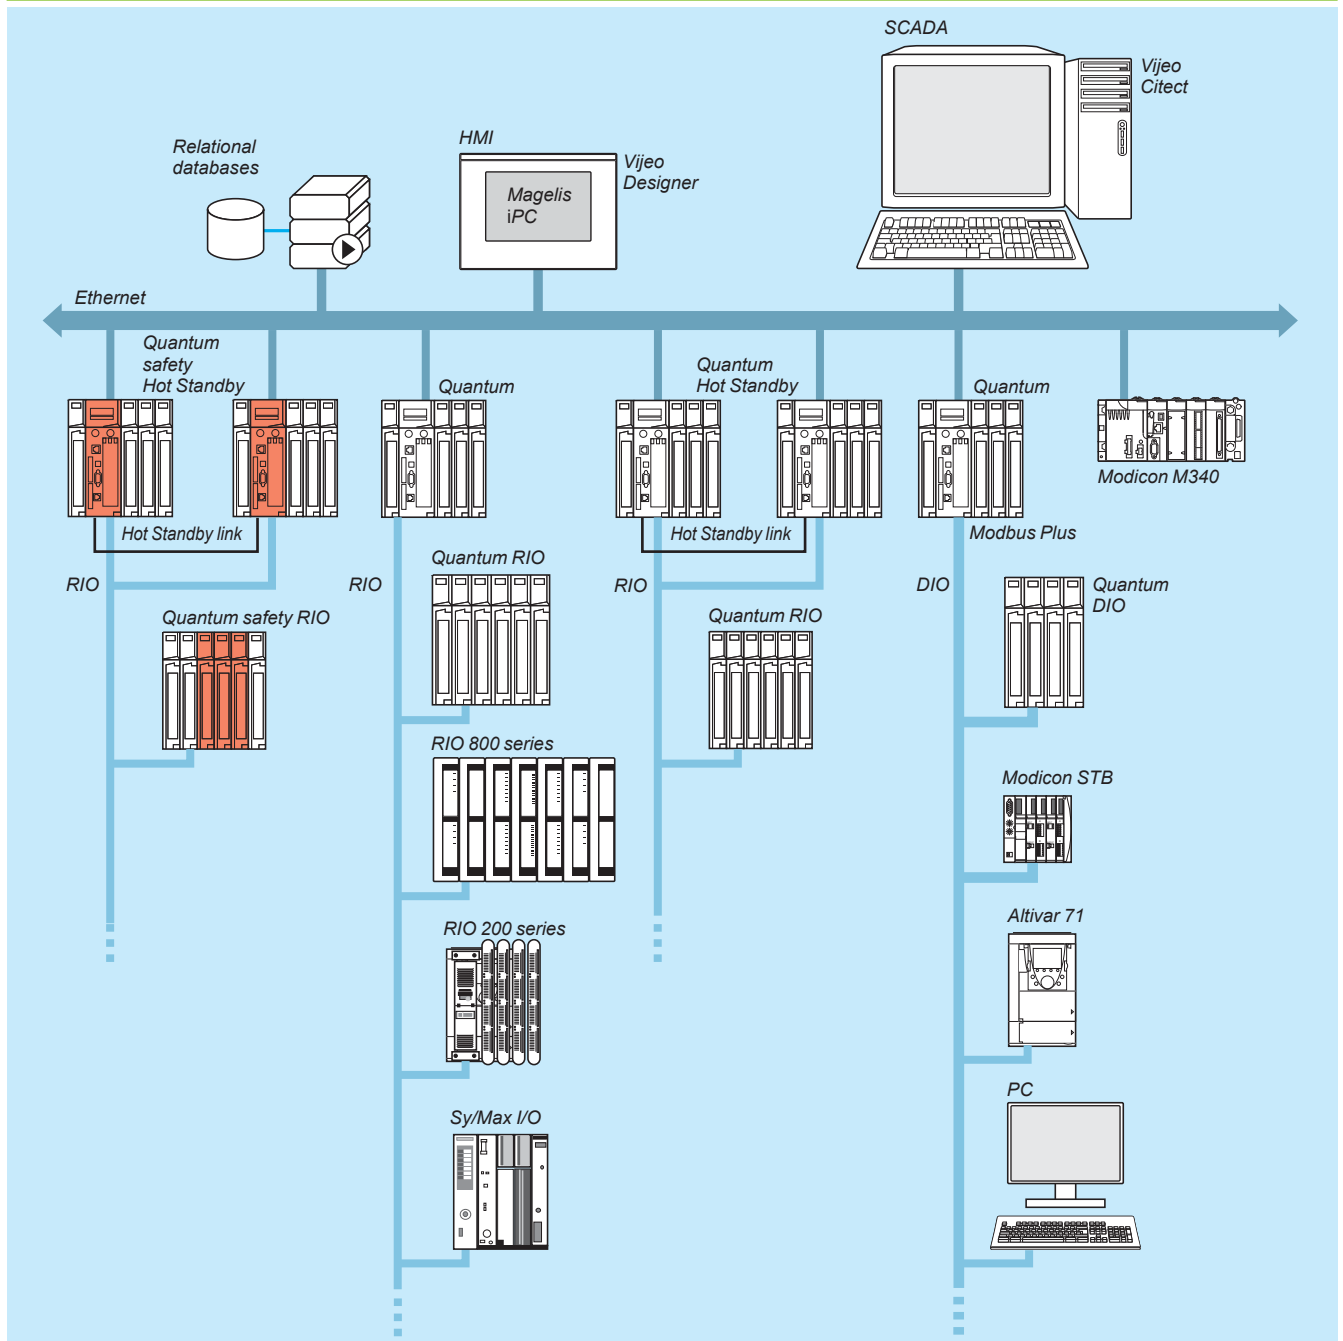 SCADA
Vijeo
Citect
HMI
Vijeo
Designer
Magelis
iPC
Relational
databases
Ethernet
Quantum
safety
Hot Standby
Quantum
Quantum
Hot Standby
Quantum
Modicon M340
Hot Standby link
Hot Standby link
Modbus Plus
RIO
RIO
Quantum RIO
RIO
DIO
Quantum
DIO
Quantum safety RIO
Quantum RIO
RIO 800 series
Modicon STB
RIO 200 series
Altivar 71
PC
Sy/Max I/O